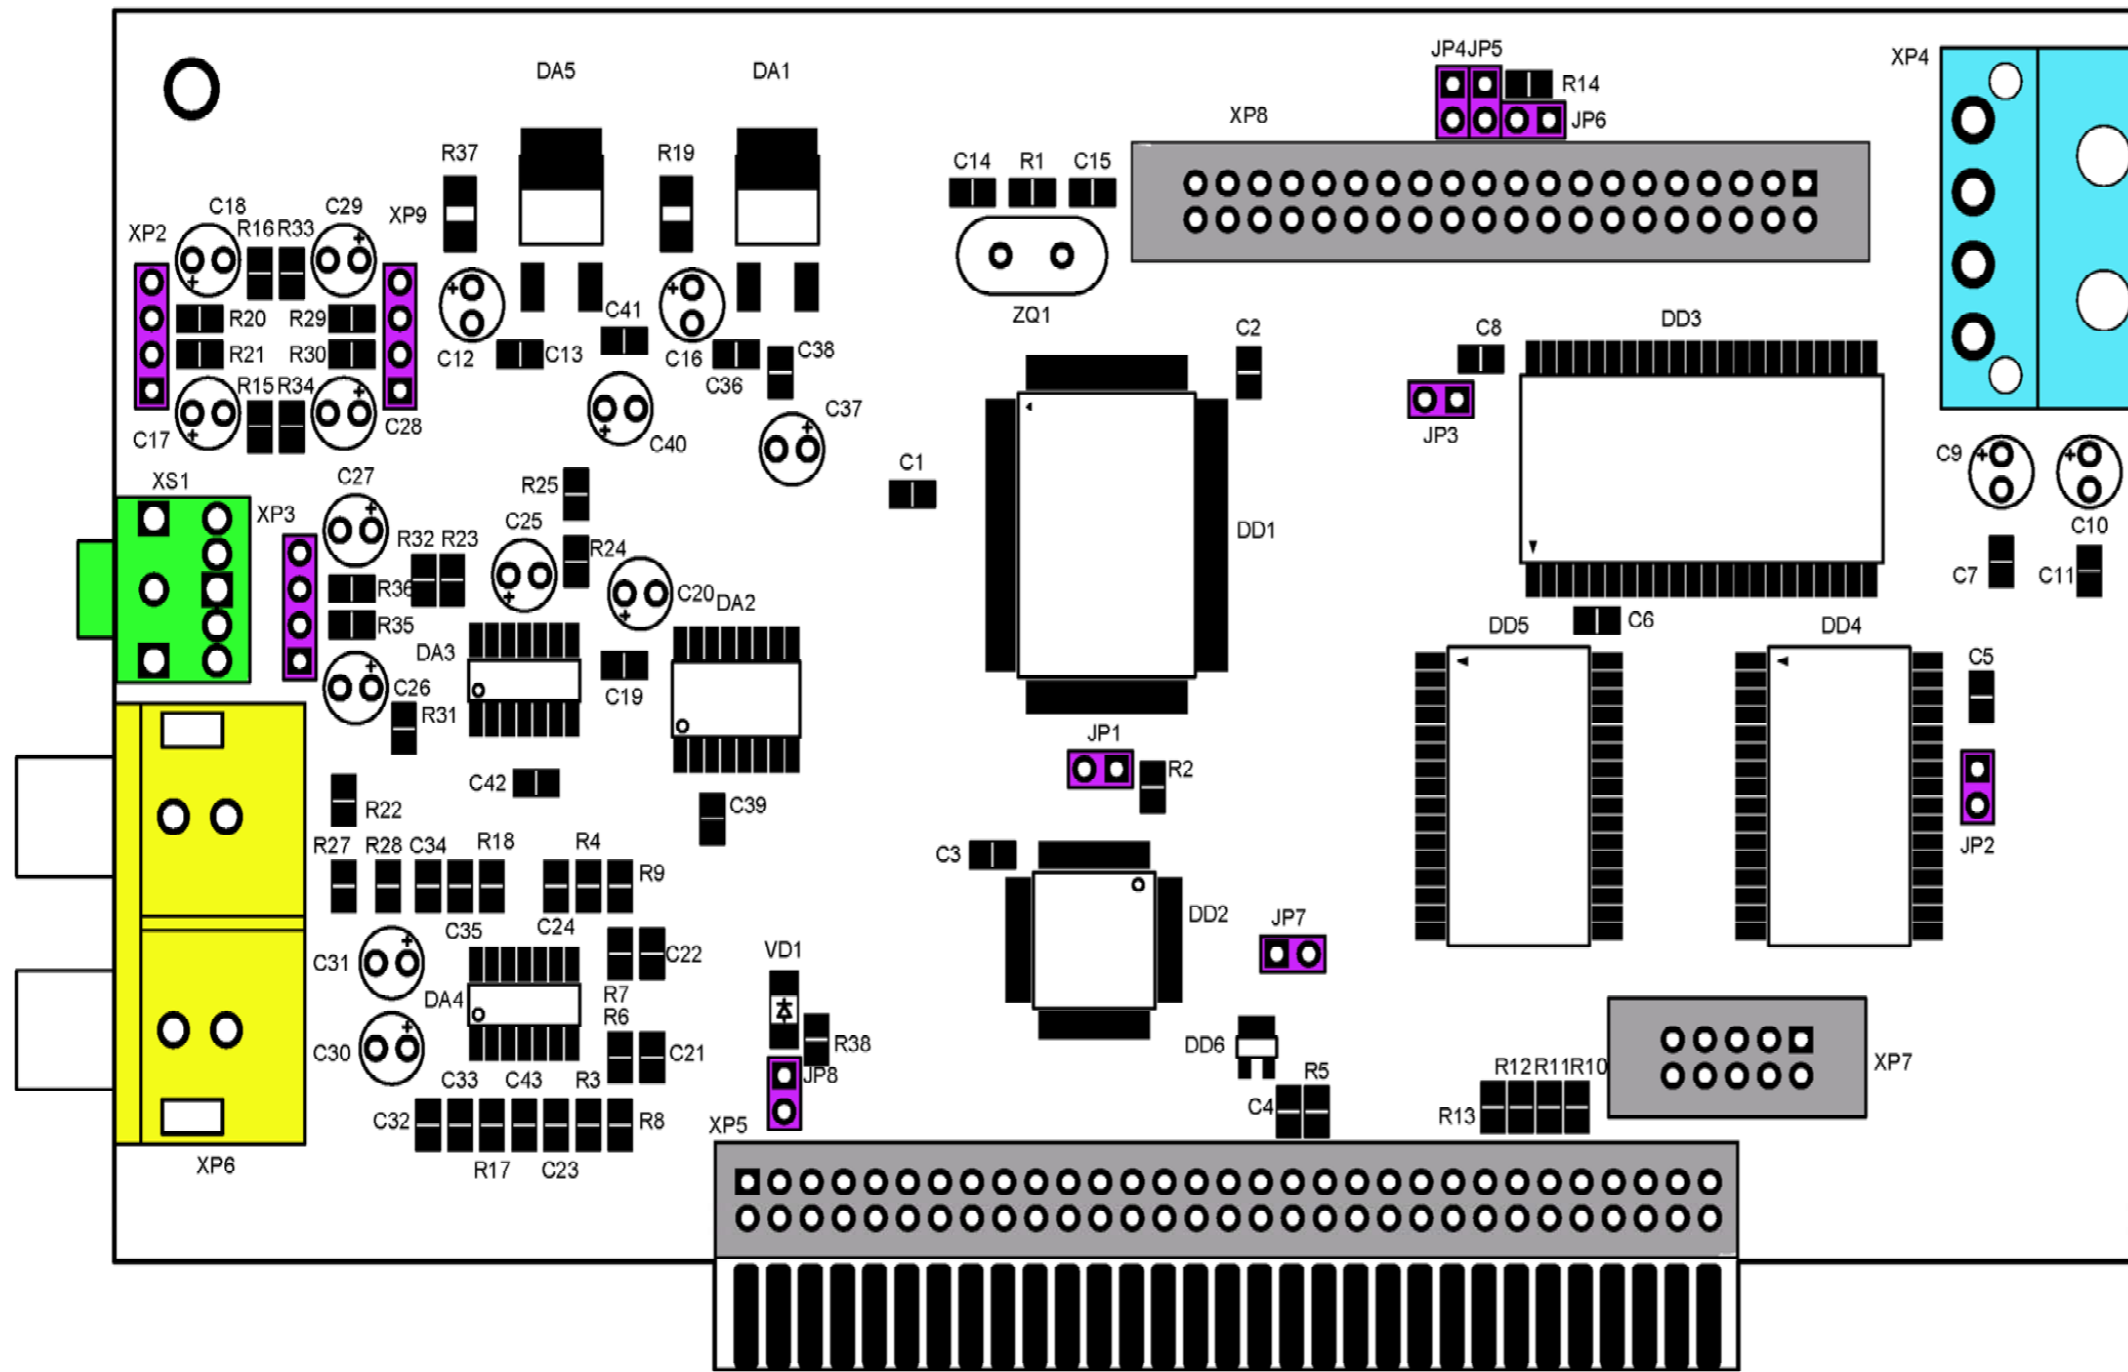 JP4 JP5
XP4
DA5 DA1
R14
XP8 JP6
R37 R19 C14 R1 C15
C18 C29 XP9
XP2 R16 R33
R20 R29 C41 ZQ1 C2 C8 DD3
R21 R30 C12 C13 C16 C38
R15 R34 C36
C17 C28 C40 C37 JP3
C9
XS1 C27 R25 C1
XP3 C25 DD1 C10
R32 R23 R24
R36 C20 DA2 C7 C11
R35 DA3 C6 DD5 DD4
C26 C19 C5
R31
JP1
C42 R2
R22 C39
R27 R28 C34 R18 R4 R9 C3 JP2
C35 C24 DD2 JP7
C31 C22 VD1
DA4 R7
R6
C30 C21 R38 DD6
C33 C43 R3 JP8 R5 R12 R11 R10 XP7
C32 R8 XP5 C4 R13
XP6 R17 C23